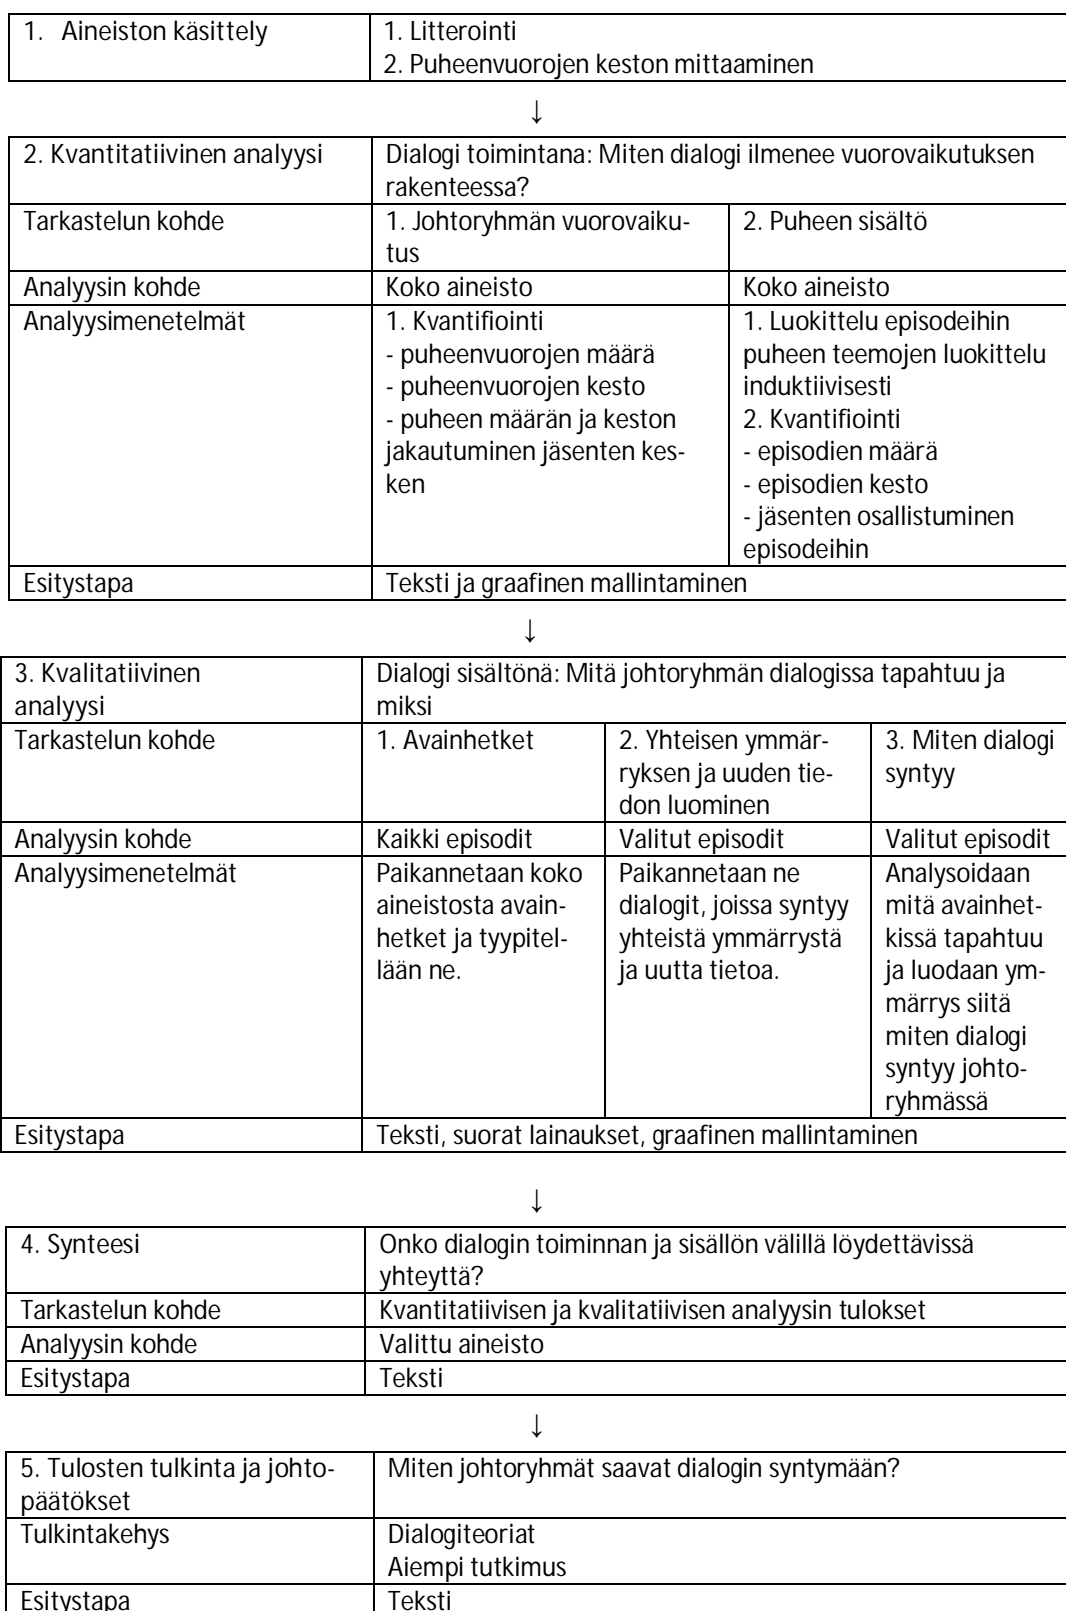 1. Aineiston käsittely
1. Litterointi
2. Puheenvuorojen keston mittaaminen
↓
2. Kvantitatiivinen analyysi
Dialogi toimintana: Miten dialogi ilmenee vuorovaikutuksen
rakenteessa?
Tarkastelun kohde
1. Johtoryhmän vuorovaiku-
tus
2. Puheen sisältö
Analyysin kohde
Koko aineisto
Koko aineisto
Analyysimenetelmät
1. Kvantifiointi
- puheenvuorojen määrä
- puheenvuorojen kesto
- puheen määrän ja keston
jakautuminen jäsenten kes-
ken
1. Luokittelu episodeihin
puheen teemojen luokittelu
induktiivisesti
2. Kvantifiointi
- episodien määrä
- episodien kesto
- jäsenten osallistuminen
episodeihin
Esitystapa
Teksti ja graafinen mallintaminen
↓
3. Kvalitatiivinen
analyysi
Dialogi sisältönä: Mitä johtoryhmän dialogissa tapahtuu ja
miksi
Tarkastelun kohde
1. Avainhetket
2. Yhteisen ymmär-
ryksen ja uuden tie-
don luominen
3. Miten dialogi
syntyy
Analyysin kohde
Kaikki episodit
Valitut episodit
Valitut episodit
Analyysimenetelmät
Paikannetaan koko
aineistosta avain-
hetket ja tyypitel-
lään ne.
Paikannetaan ne
dialogit, joissa syntyy
yhteistä ymmärrystä
ja uutta tietoa.
Analysoidaan
mitä avainhet-
kissä tapahtuu
ja luodaan ym-
märrys siitä
miten dialogi
syntyy johto-
ryhmässä
Esitystapa
Teksti, suorat lainaukset, graafinen mallintaminen
↓
4. Synteesi
Onko dialogin toiminnan ja sisällön välillä löydettävissä
yhteyttä?
Tarkastelun kohde
Kvantitatiivisen ja kvalitatiivisen analyysin tulokset
Analyysin kohde
Valittu aineisto
Esitystapa
Teksti
↓
5. Tulosten tulkinta ja johto-
päätökset
Miten johtoryhmät saavat dialogin syntymään?
Tulkintakehys
Dialogiteoriat
Aiempi tutkimus
Esitystapa
Teksti